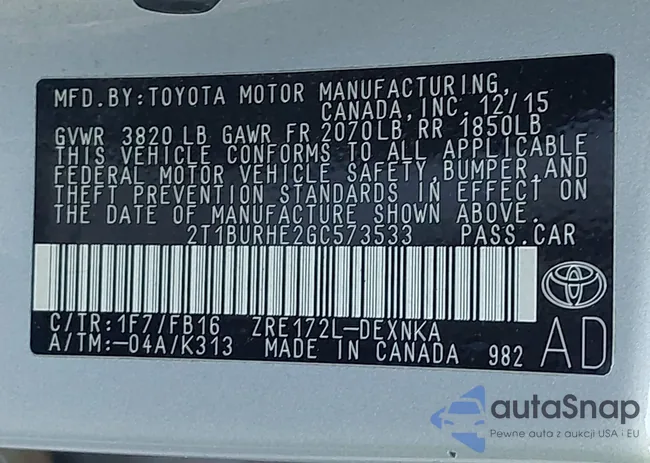 MFD.BY:TOYOTA MOTOR MANUFACTURING,
CANADA,INC. 12/15
GVWR 3820LB GAWR FR 2070LB RR 1850LB
THIS VEHICLE CONFORMS TO ALL APPLICABLE
FEDERAL MOTOR VEHICLE SAFETY,BUMPER,AND
THEFT PREVENTION STANDARDS IN EFFECT ON
THE DATE OF MANUFACTURE SHOWN ABOVE.
2T1BURHE2GC573533 PASS.CAR
C/TR:1F7/FB16 ZRE172L-DEXNKA
A/TM:-04A/K313 MADE IN CANADA 982 AD
autaSnap
Pewne auta z aukcji USA i EU